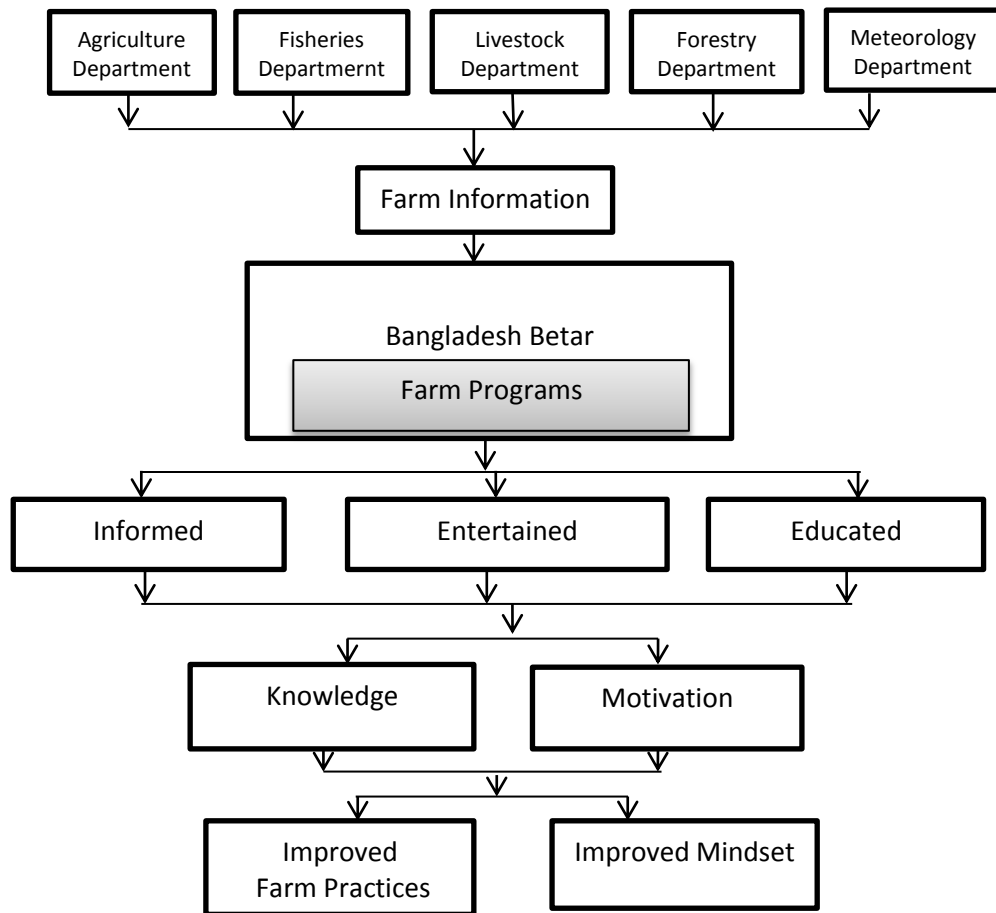 Agriculture
Department
Fisheries
Departmernt
Livestock
Department
Forestry
Department
Meteorology
Department
Farm Information
Bangladesh Betar
Farm Programs
Informed
Entertained
Educated
Knowledge
Motivation
Improved
Farm Practices
Improved Mindset